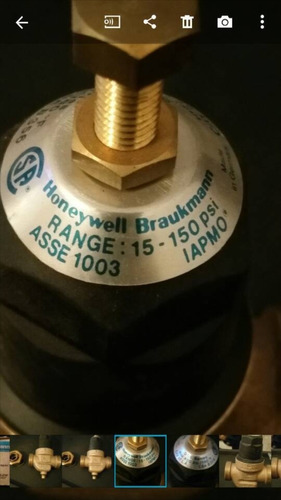 Honeywell Braukmann
RANGE: 15-150 psi
ASSE 1003
IAPMO